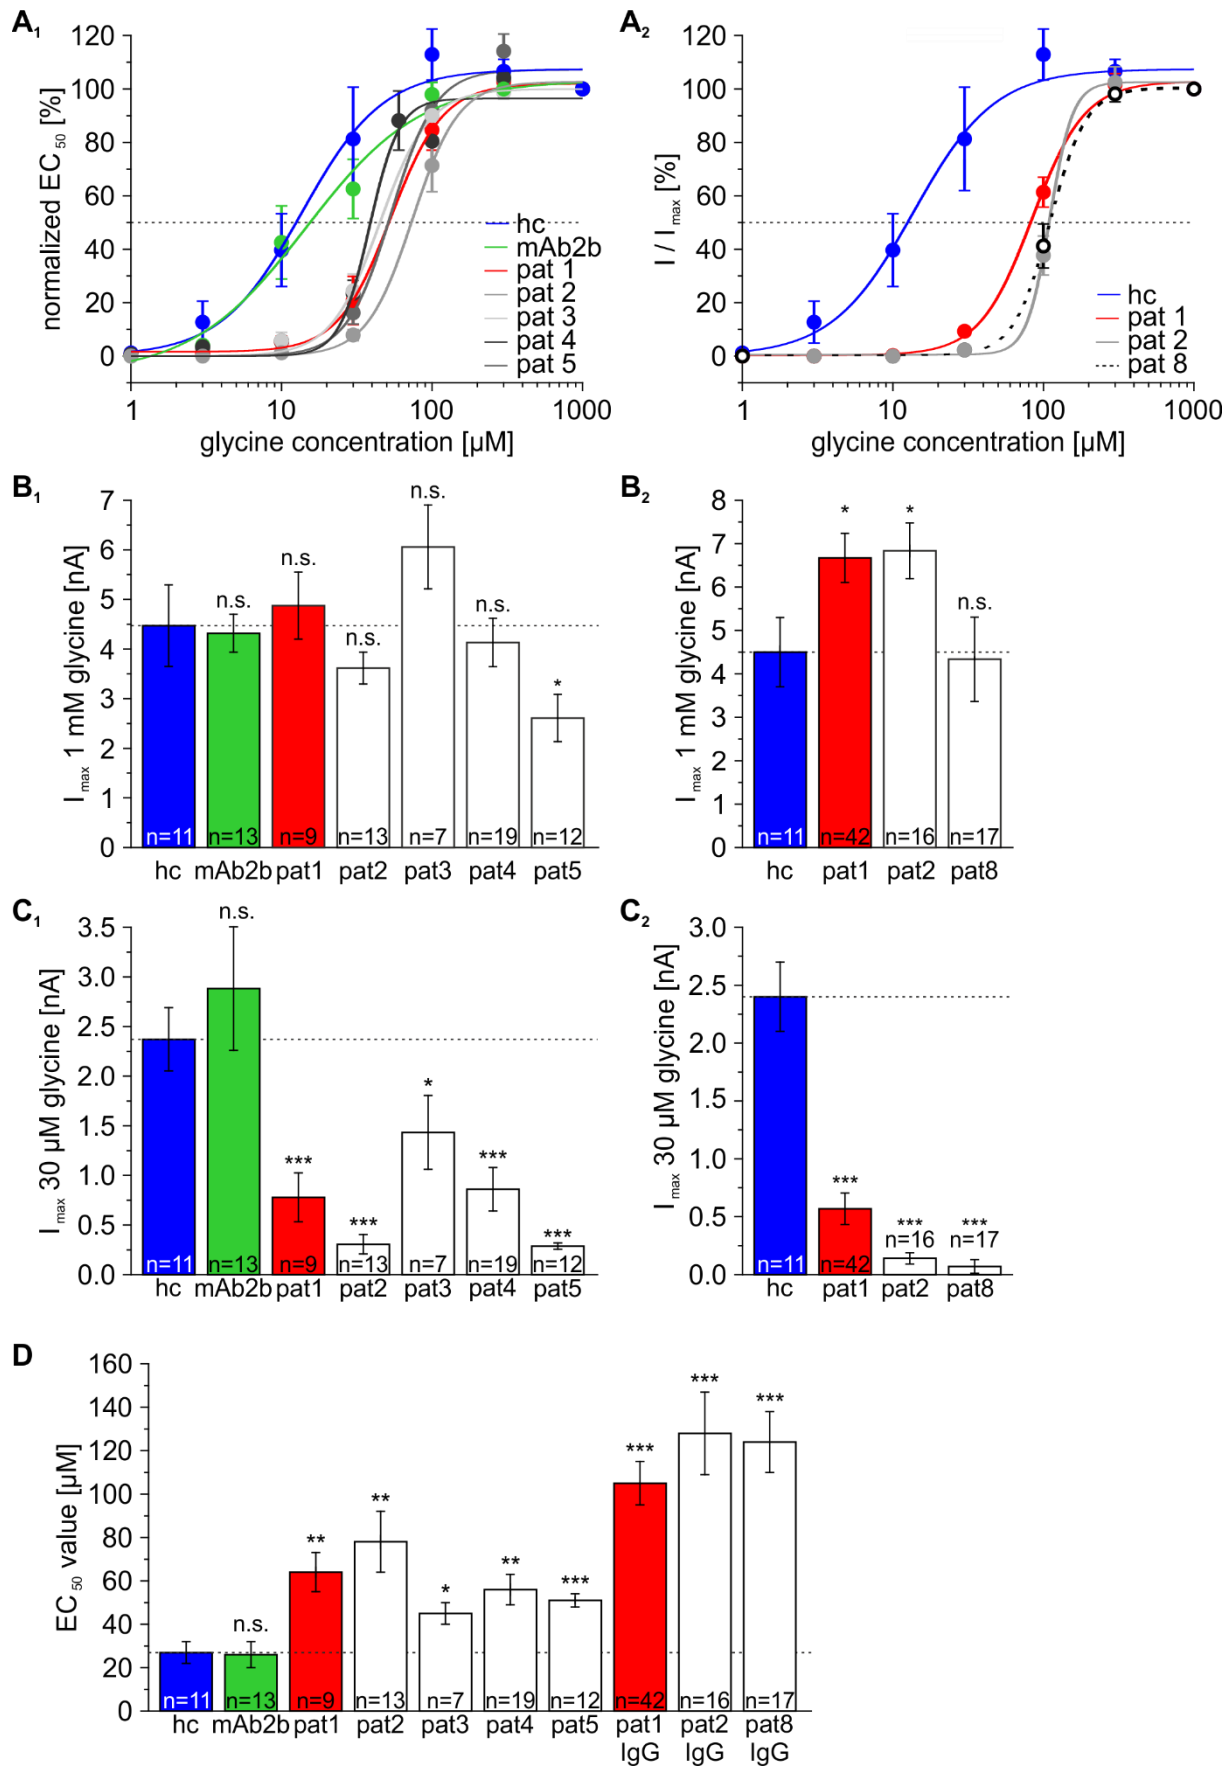 A1
normalized EC50 [%]
120
100
80
60
40
20
0
1
10
100
1000
glycine concentration [µM]
hc
mAb2b
pat 1
pat 2
pat 3
pat 4
pat 5
A2
I / Imax [%]
120
100
80
60
40
20
0
1
10
100
1000
glycine concentration [µM]
hc
pat 1
pat 2
pat 8
B1
Imax 1 mM glycine [nA]
7
6
5
4
3
2
1
0
n.s.
n.s.
n.s.
n.s.
n.s.
*
n=11
n=13
n=9
n=13
n=7
n=19
n=12
hc
mAb2b
pat1
pat2
pat3
pat4
pat5
B2
Imax 1 mM glycine [nA]
8
7
6
5
4
3
2
1
0
*
*
n.s.
n=11
n=42
n=16
n=17
hc
pat1
pat2
pat8
C1
Imax 30 µM glycine [nA]
3.5
3.0
2.5
2.0
1.5
1.0
0.5
0.0
n.s.
***
***
*
***
***
n=11
n=13
n=9
n=13
n=7
n=19
n=12
hc
mAb2b
pat1
pat2
pat3
pat4
pat5
C2
Imax 30 µM glycine [nA]
3.0
2.5
2.0
1.5
1.0
0.5
0.0
***
***
***
n=16
n=17
n=11
n=42
hc
pat1
pat2
pat8
D
EC50 value [µM]
160
140
120
100
80
60
40
20
0
n.s.
**
**
*
**
***
***
***
***
n=11
n=13
n=9
n=13
n=7
n=19
n=12
n=42
n=16
n=17
hc
mAb2b
pat1
pat2
pat3
pat4
pat5
pat1
IgG
pat2
IgG
pat8
IgG